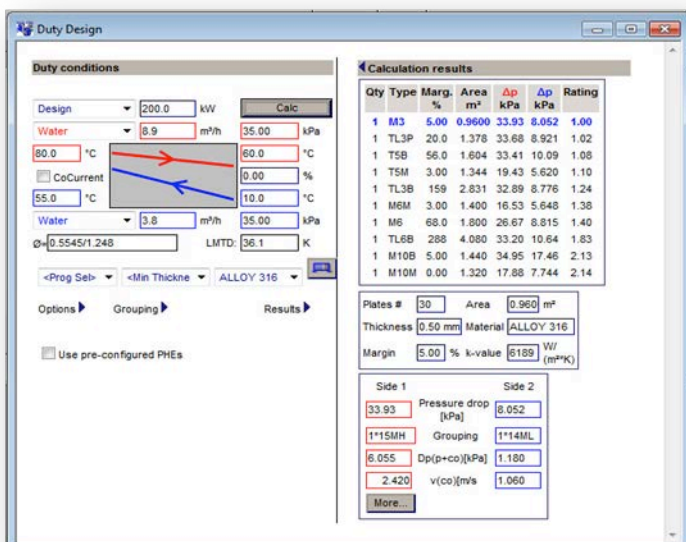 Duty Design
Duty conditions
Design 200.0 kW Calc
Water 8.9 m³/h 35.00 kPa
80.0 °C 60.0 °C
CoCurrent 0.00 %
55.0 °C 10.0 °C
Water 3.8 m³/h 35.00 kPa
Ø=0.5545/1.248 LMTD: 36.1 K
<Prog Sel> <Min Thickne ALLOY 316
Options Grouping Results
Use pre-configured PHEs
Calculation results
Qty Type Marg. Area Δp Δp Rating
% m² kPa kPa
1 M3 5.00 0.9600 33.93 8.052 1.00
1 TL3P 20.0 1.378 33.68 8.921 1.02
1 T5B 56.0 1.604 33.41 10.09 1.08
1 T5M 3.00 1.344 19.43 5.620 1.10
1 TL3B 159 2.831 32.89 8.776 1.24
1 M6M 3.00 1.400 16.53 5.648 1.38
1 M6 68.0 1.800 26.67 8.815 1.40
1 TL6B 288 4.080 33.20 10.64 1.83
1 M10B 5.00 1.440 34.95 17.46 2.13
1 M10M 0.00 1.320 17.88 7.744 2.14
Plates # 30 Area 0.960 m²
Thickness 0.50 mm Material ALLOY 316
Margin 5.00 % k-value 6189 W/
(m²*K)
Side 1 Side 2
33.93 Pressure drop 8.052
[kPa]
1*15MH Grouping 1*14ML
6.055 Dp(p+co)[kPa] 1.180
2.420 v(co)[m/s 1.060
More...